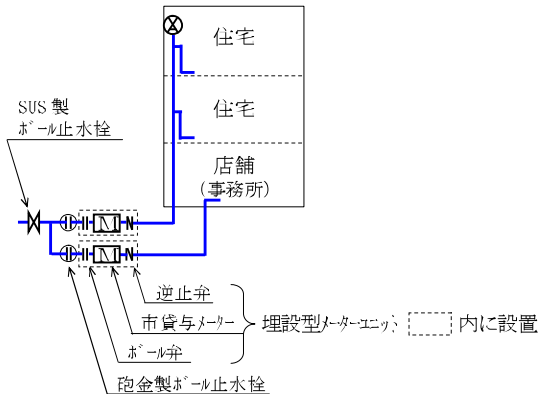 住宅
住宅
SUS製
ボール止水栓
店舗
(事務所)
M
M
逆止弁
市貸与メーター
ボール弁
埋設型メーターユニット
内に設置
砲金製ボール止水栓